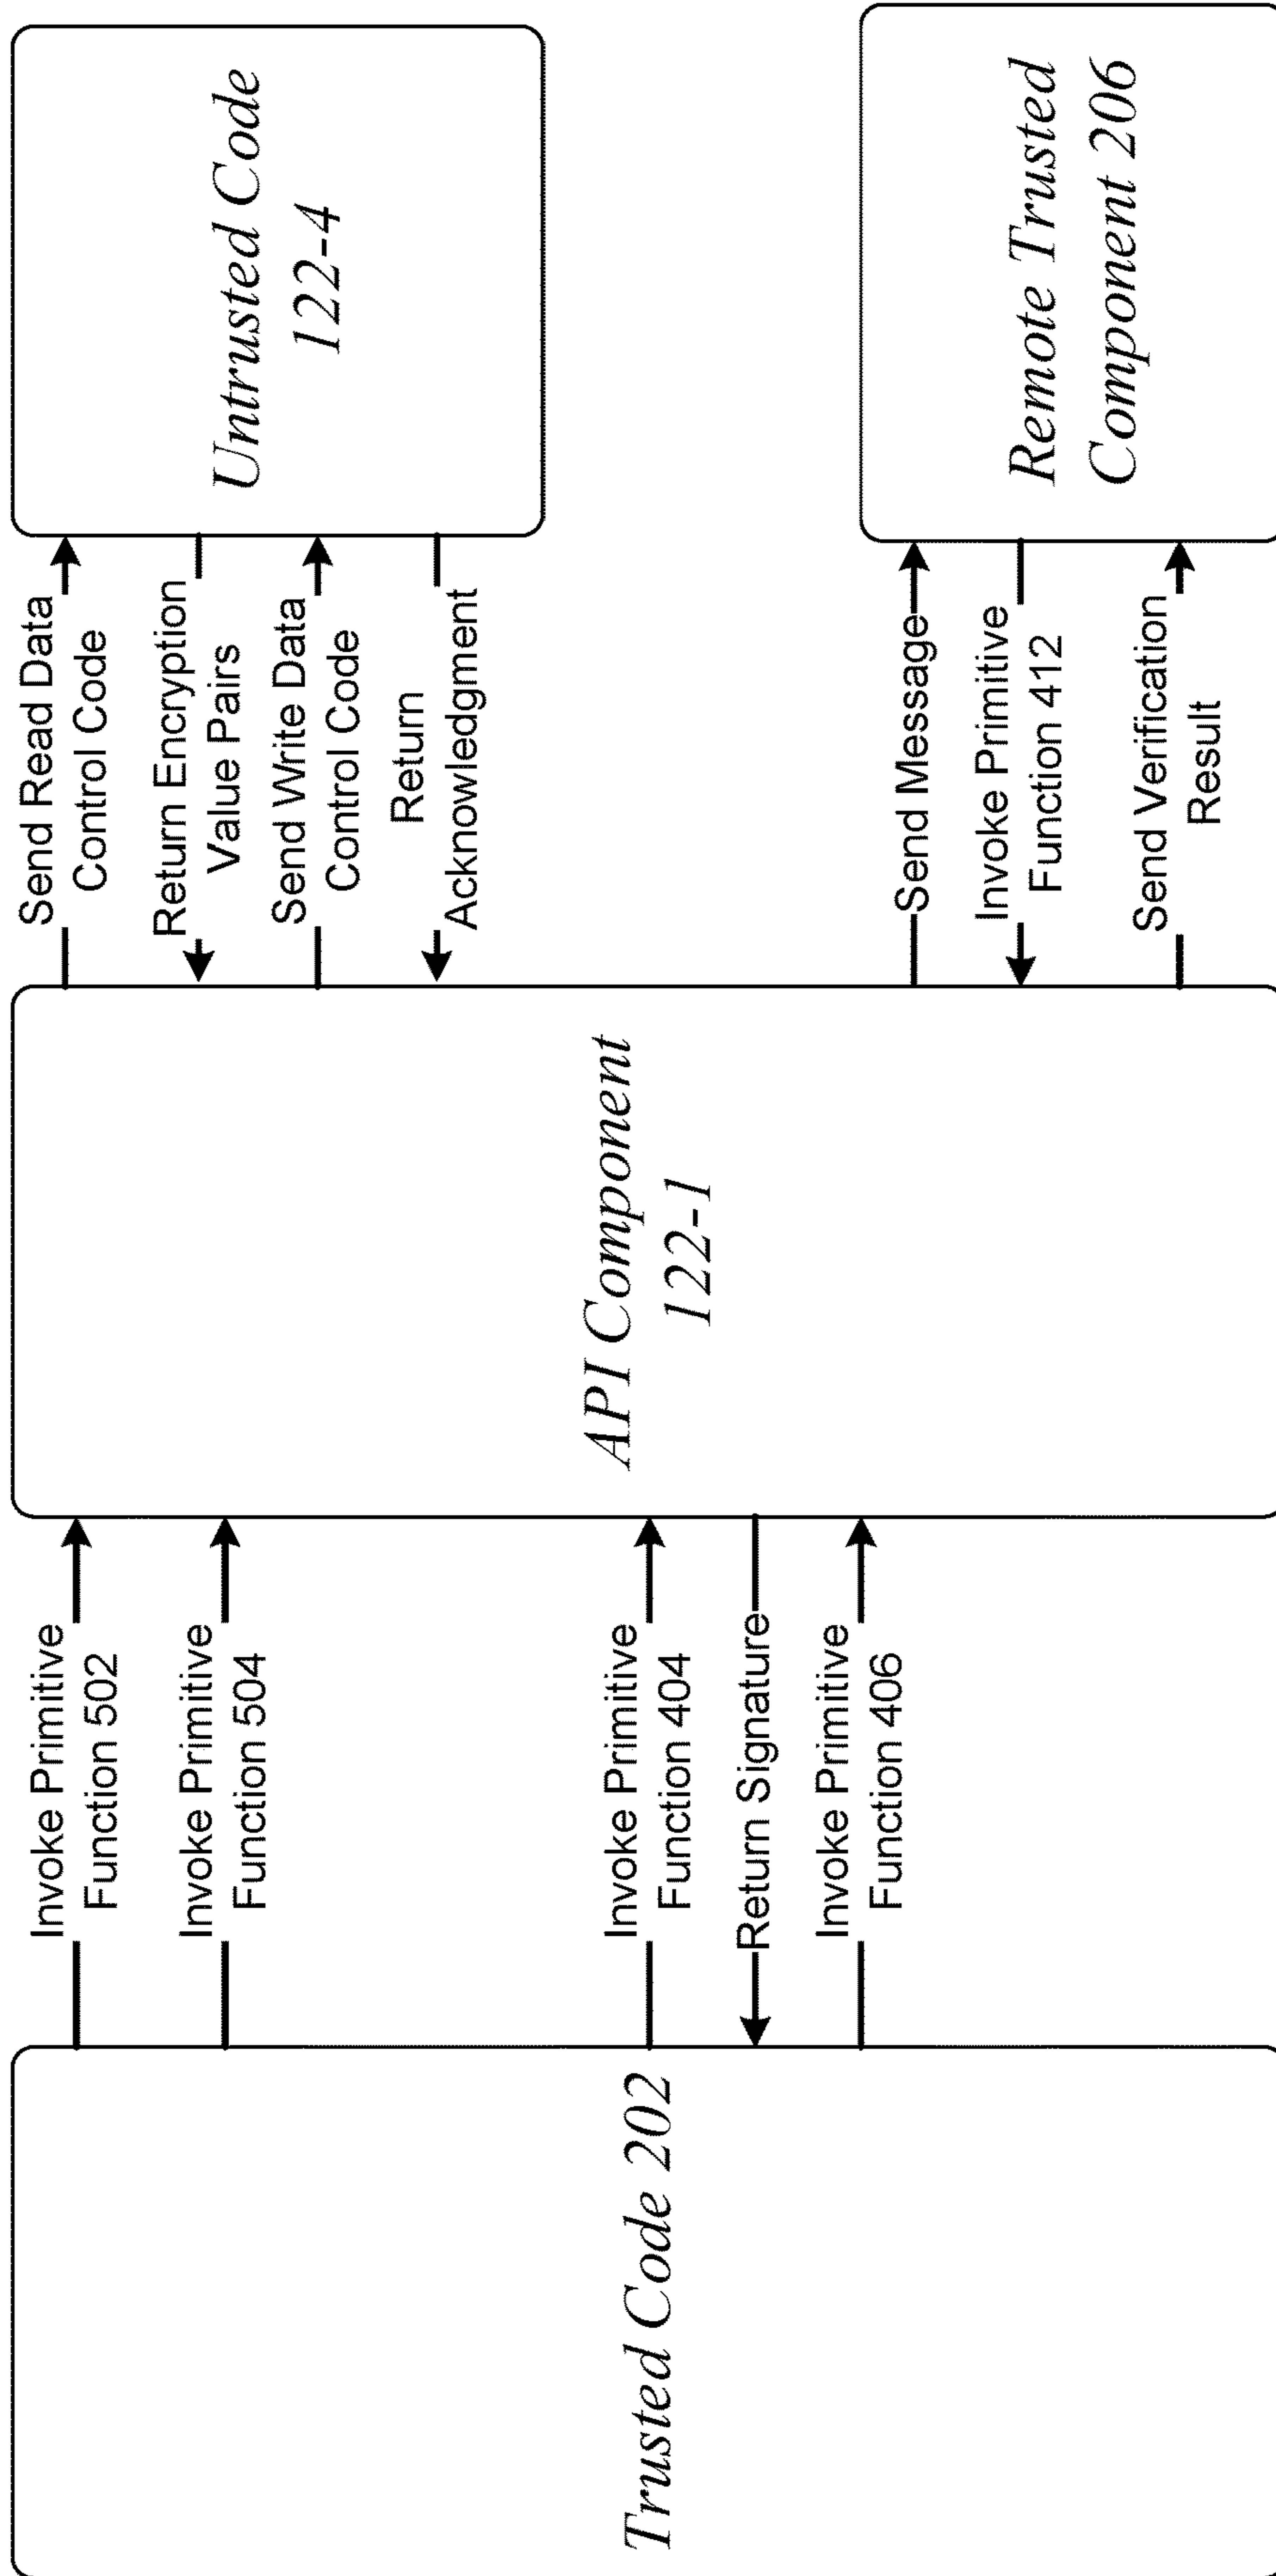 Trusted Code 202
Invoke Primitive
Function 502
Invoke Primitive
Function 504
Invoke Primitive
Function 404
Return Signature
Invoke Primitive
Function 406
API Component
122-1
Send Read Data
Control Code
Return Encryption
Value Pairs
Send Write Data
Control Code
Return
Acknowledgment
Send Message
Invoke Primitive
Function 412
Send Verification
Result
Untrusted Code
122-4
Remote Trusted
Component 206